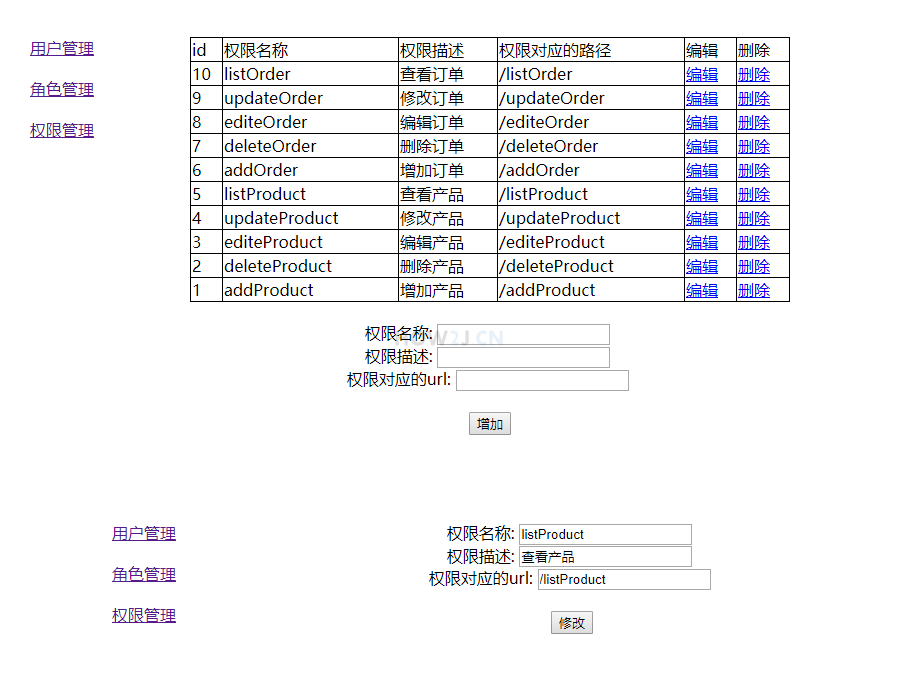 用户管理
角色管理
权限管理
id 权限名称 权限描述 权限对应的路径 编辑 删除
10 listOrder 查看订单 /listOrder 编辑 删除
9 updateOrder 修改订单 /updateOrder 编辑 删除
8 editeOrder 编辑订单 /editeOrder 编辑 删除
7 deleteOrder 删除订单 /deleteOrder 编辑 删除
6 addOrder 增加订单 /addOrder 编辑 删除
5 listProduct 查看产品 /listProduct 编辑 删除
4 updateProduct 修改产品 /updateProduct 编辑 删除
3 editeProduct 编辑产品 /editeProduct 编辑 删除
2 deleteProduct 删除产品 /deleteProduct 编辑 删除
1 addProduct 增加产品 /addProduct 编辑 删除
权限名称:
HOW2J.CN
权限描述:
权限对应的url:
增加
用户管理
角色管理
权限管理
权限名称: listProduct
权限描述: 查看产品
权限对应的url: /listProduct
修改